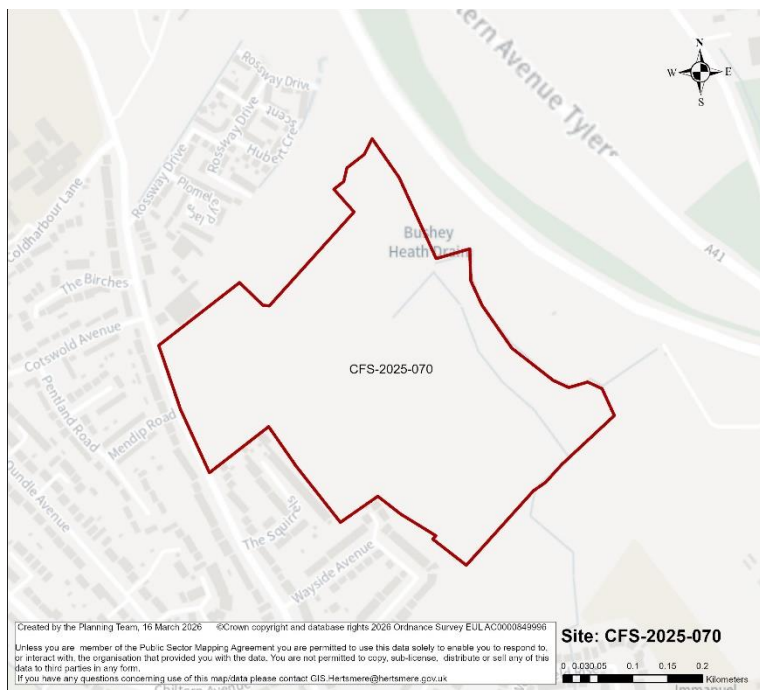 N
W E
S
Rossway Drive
Rossway Drive
Hubert Cres
Rossway Drive
Coldharbour Lane
Bushey
Heath Drain
A41
The Birches
Cotswold Avenue
CFS-2025-070
Pentland Road
Mendip Road
The Squirrels
Wayside Avenue
Created by the Planning Team, 16 March 2026 ©Crown copyright and database rights 2026 Ordnance Survey EUL AC0000849996
Unless you are member of the Public Sector Mapping Agreement you are permitted to use this data solely to enable you to respond to,
or interact with, the organisation that provided you with the data. You are not permitted to copy, sub-license, distribute or sell any of this
data to third parties in any form.
If you have any questions concerning use of this map/data please contact GIS.Hertsmere@hertsmere.gov.uk
Site: CFS-2025-070
0 0.03 0.05 0.1 0.15 0.2
Kilometers